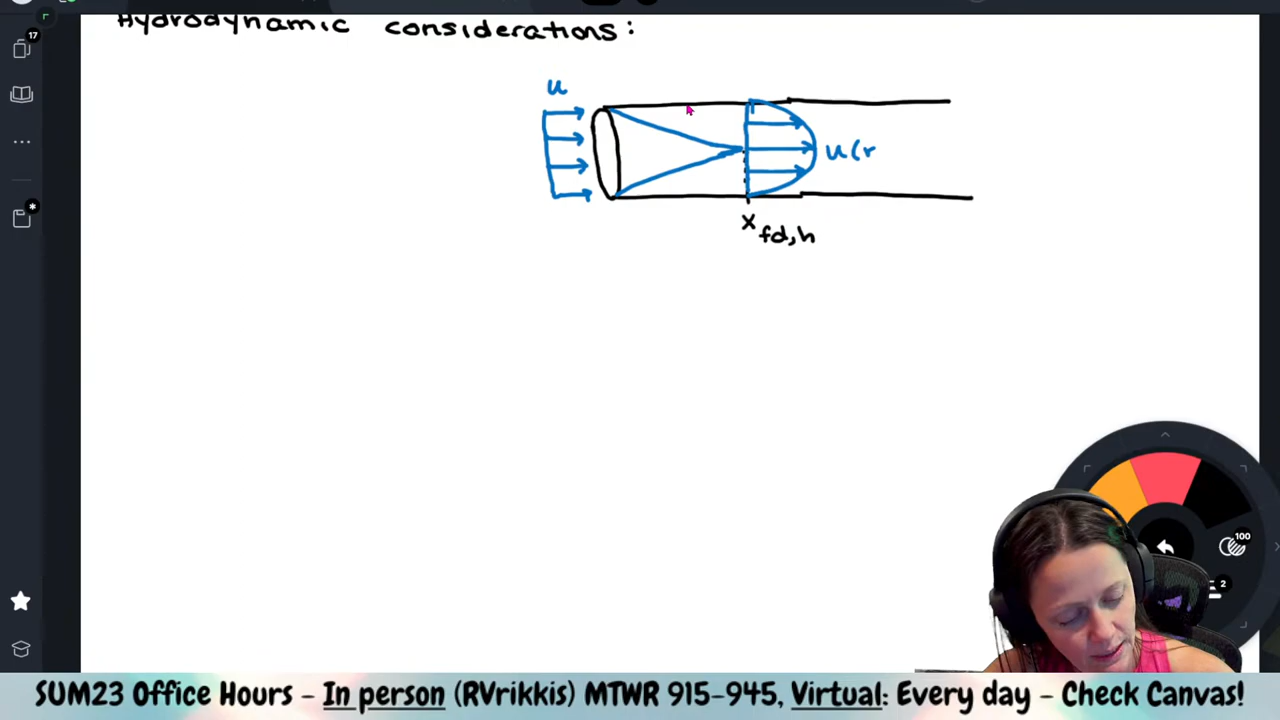 17
Hydrodynamic considerations:
u
u(r
x fd,h
100
2
SUM23 Office Hours - In person (RVrikkis) MTWR 915-945, Virtual: Every day - Check Canvas!